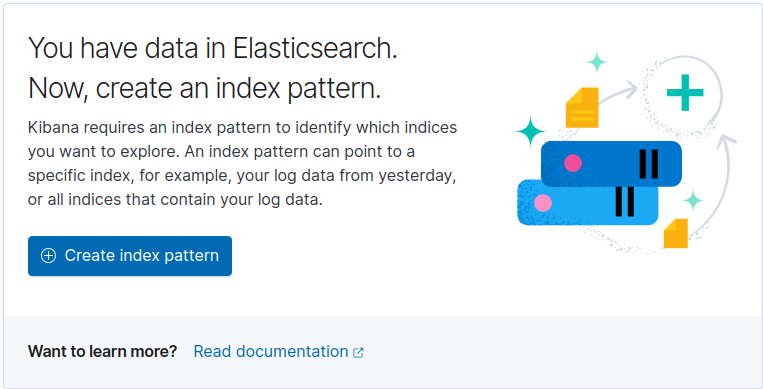 You have data in Elasticsearch.
Now, create an index pattern.
Kibana requires an index pattern to identify which indices
you want to explore. An index pattern can point to a
specific index, for example, your log data from yesterday,
or all indices that contain your log data.
Create index pattern
Want to learn more? Read documentation